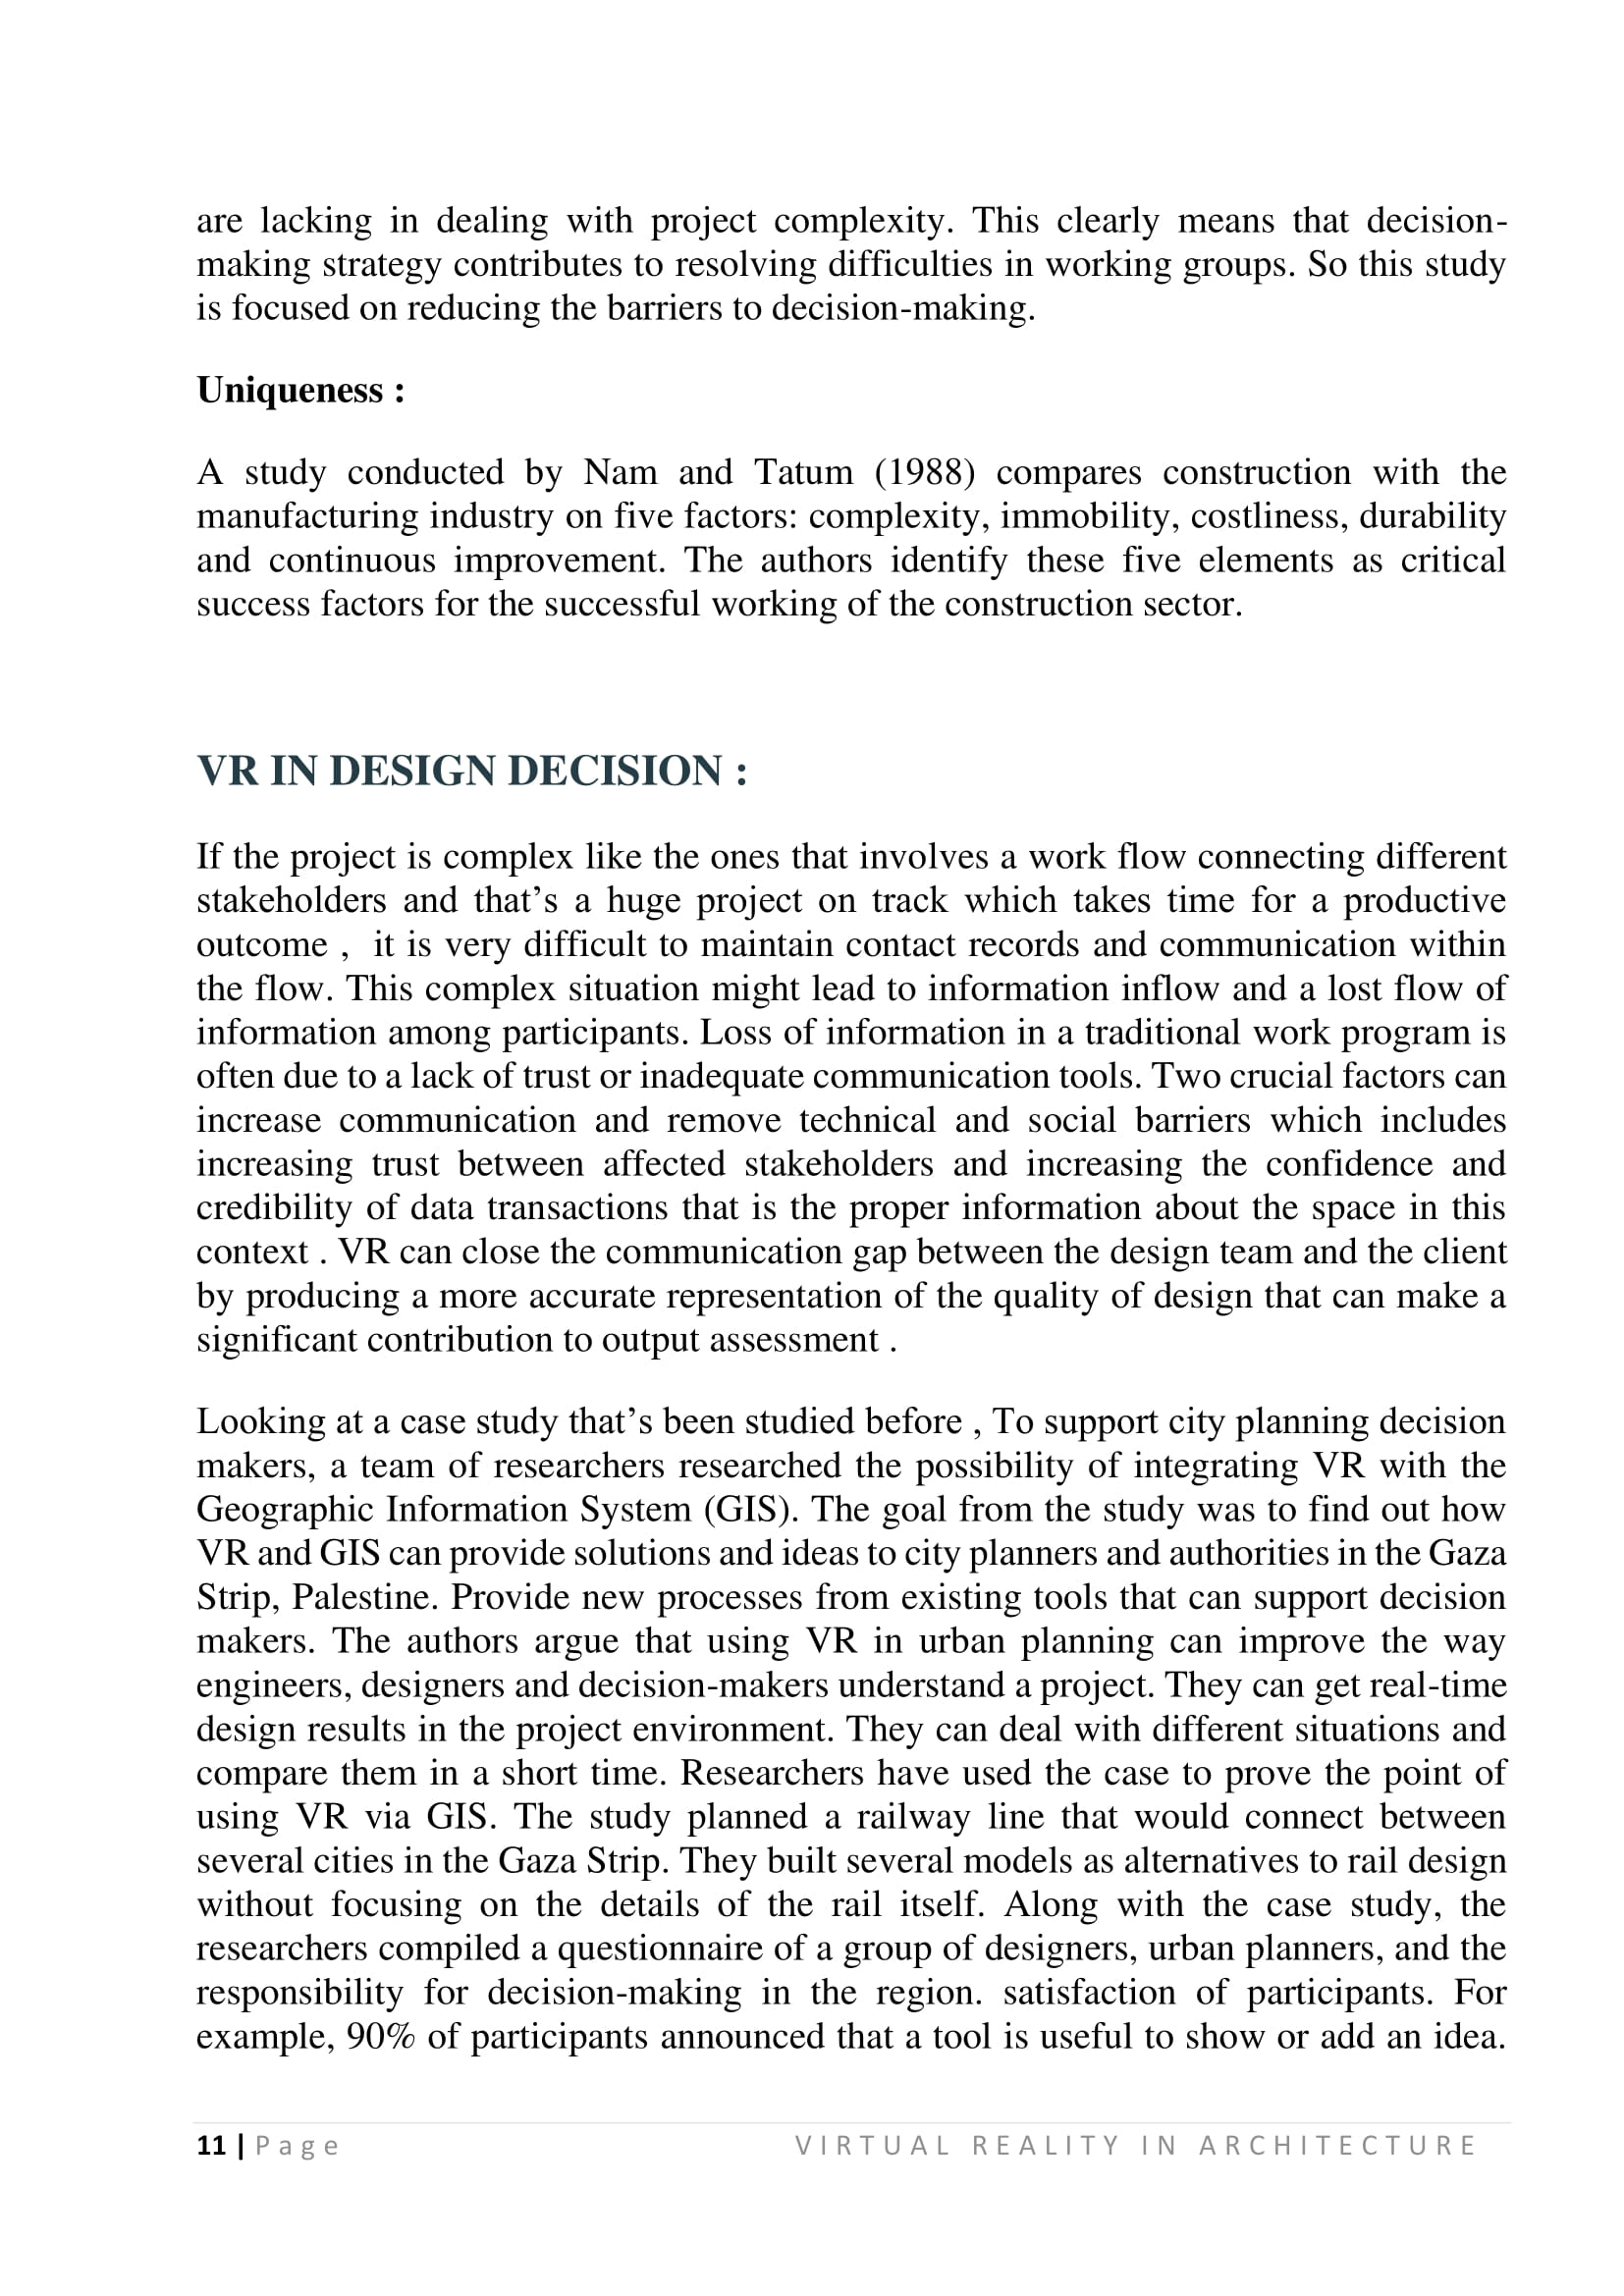 are lacking in dealing with project complexity. This clearly means that decision-
making strategy contributes to resolving difficulties in working groups. So this study
is focused on reducing the barriers to decision-making.
Uniqueness :
A study conducted by Nam and Tatum (1988) compares construction with the
manufacturing industry on five factors: complexity, immobility, costliness, durability
and continuous improvement. The authors identify these five elements as critical
success factors for the successful working of the construction sector.
VR IN DESIGN DECISION :
If the project is complex like the ones that involves a work flow connecting different
stakeholders and that’s a huge project on track which takes time for a productive
outcome ,  it is very difficult to maintain contact records and communication within
the flow. This complex situation might lead to information inflow and a lost flow of
information among participants. Loss of information in a traditional work program is
often due to a lack of trust or inadequate communication tools. Two crucial factors can
increase communication and remove technical and social barriers which includes
increasing trust between affected stakeholders and increasing the confidence and
credibility of data transactions that is the proper information about the space in this
context . VR can close the communication gap between the design team and the client
by producing a more accurate representation of the quality of design that can make a
significant contribution to output assessment .
Looking at a case study that’s been studied before , To support city planning decision
makers, a team of researchers researched the possibility of integrating VR with the
Geographic Information System (GIS). The goal from the study was to find out how
VR and GIS can provide solutions and ideas to city planners and authorities in the Gaza
Strip, Palestine. Provide new processes from existing tools that can support decision
makers. The authors argue that using VR in urban planning can improve the way
engineers, designers and decision-makers understand a project. They can get real-time
design results in the project environment. They can deal with different situations and
compare them in a short time. Researchers have used the case to prove the point of
using VR via GIS. The study planned a railway line that would connect between
several cities in the Gaza Strip. They built several models as alternatives to rail design
without focusing on the details of the rail itself. Along with the case study, the
researchers compiled a questionnaire of a group of designers, urban planners, and the
responsibility for decision-making in the region. satisfaction of participants. For
example, 90% of participants announced that a tool is useful to show or add an idea.
11 | Page VIRTUAL REALITY IN ARCHITECTURE